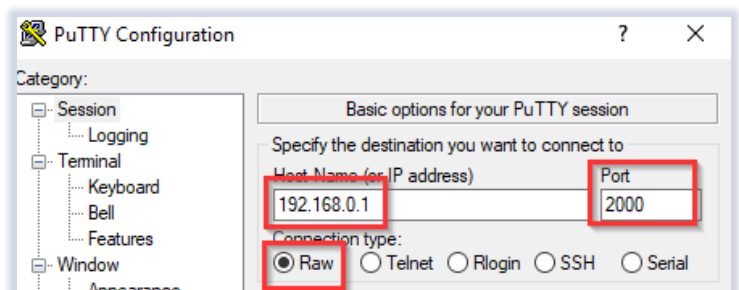 PuTTY Configuration ? ×
Category:
Session
Logging
Terminal
Keyboard
Bell
Features
Window
Appearance
Basic options for your PuTTY session
Specify the destination you want to connect to
Host Name (or IP address) Port
192.168.0.1 2000
Connection type:
Raw Telnet Rlogin SSH Serial